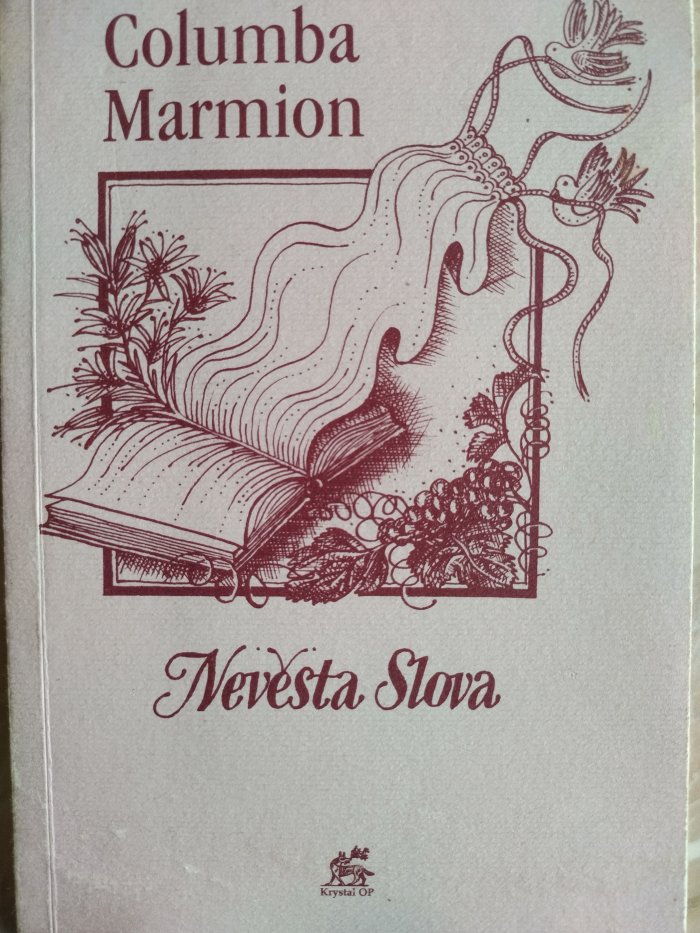 Columba
Marmion
Nevěsta Slova
Krystal OP